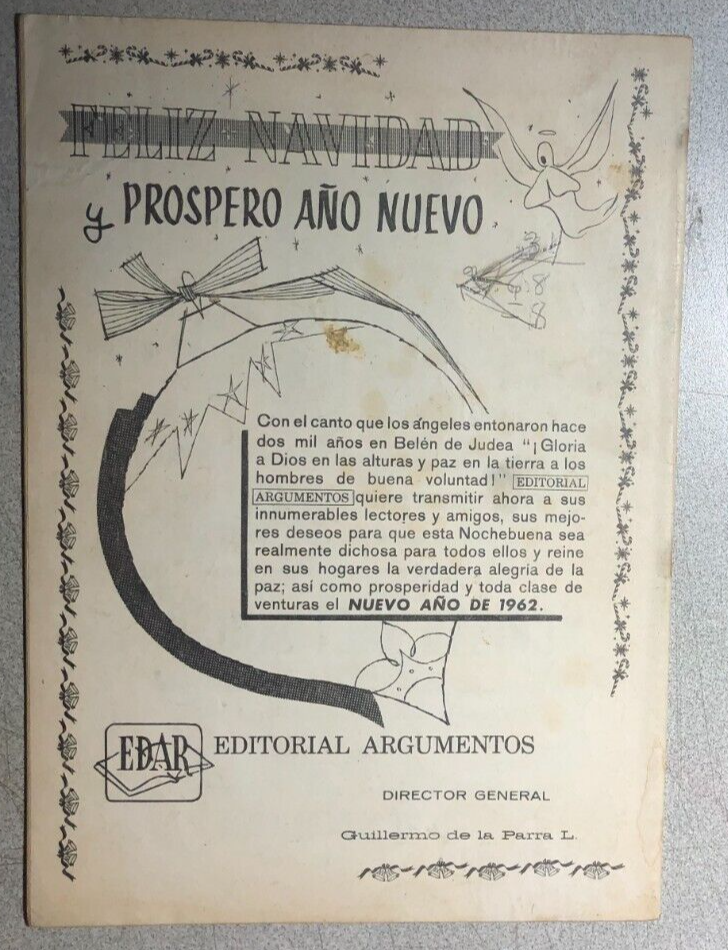 FELIZ NAVIDAD
y PROSPERO AÑO NUEVO
Con el canto que los ángeles entonaron hace
dos mil años en Belén de Judea "¡Gloria
a Dios en las alturas y paz en la tierra a los
hombres de buena voluntad!" EDITORIAL
ARGUMENTOS quiere transmitir ahora a sus
innumerables lectores y amigos, sus mejo-
res deseos para que esta Nochebuena sea
realmente dichosa para todos ellos y reine
en sus hogares la verdadera alegría de la
paz; así como prosperidad y toda clase de
venturas el NUEVO AÑO DE 1962.
EDAR EDITORIAL ARGUMENTOS
DIRECTOR GENERAL
Guillermo de la Parra L.